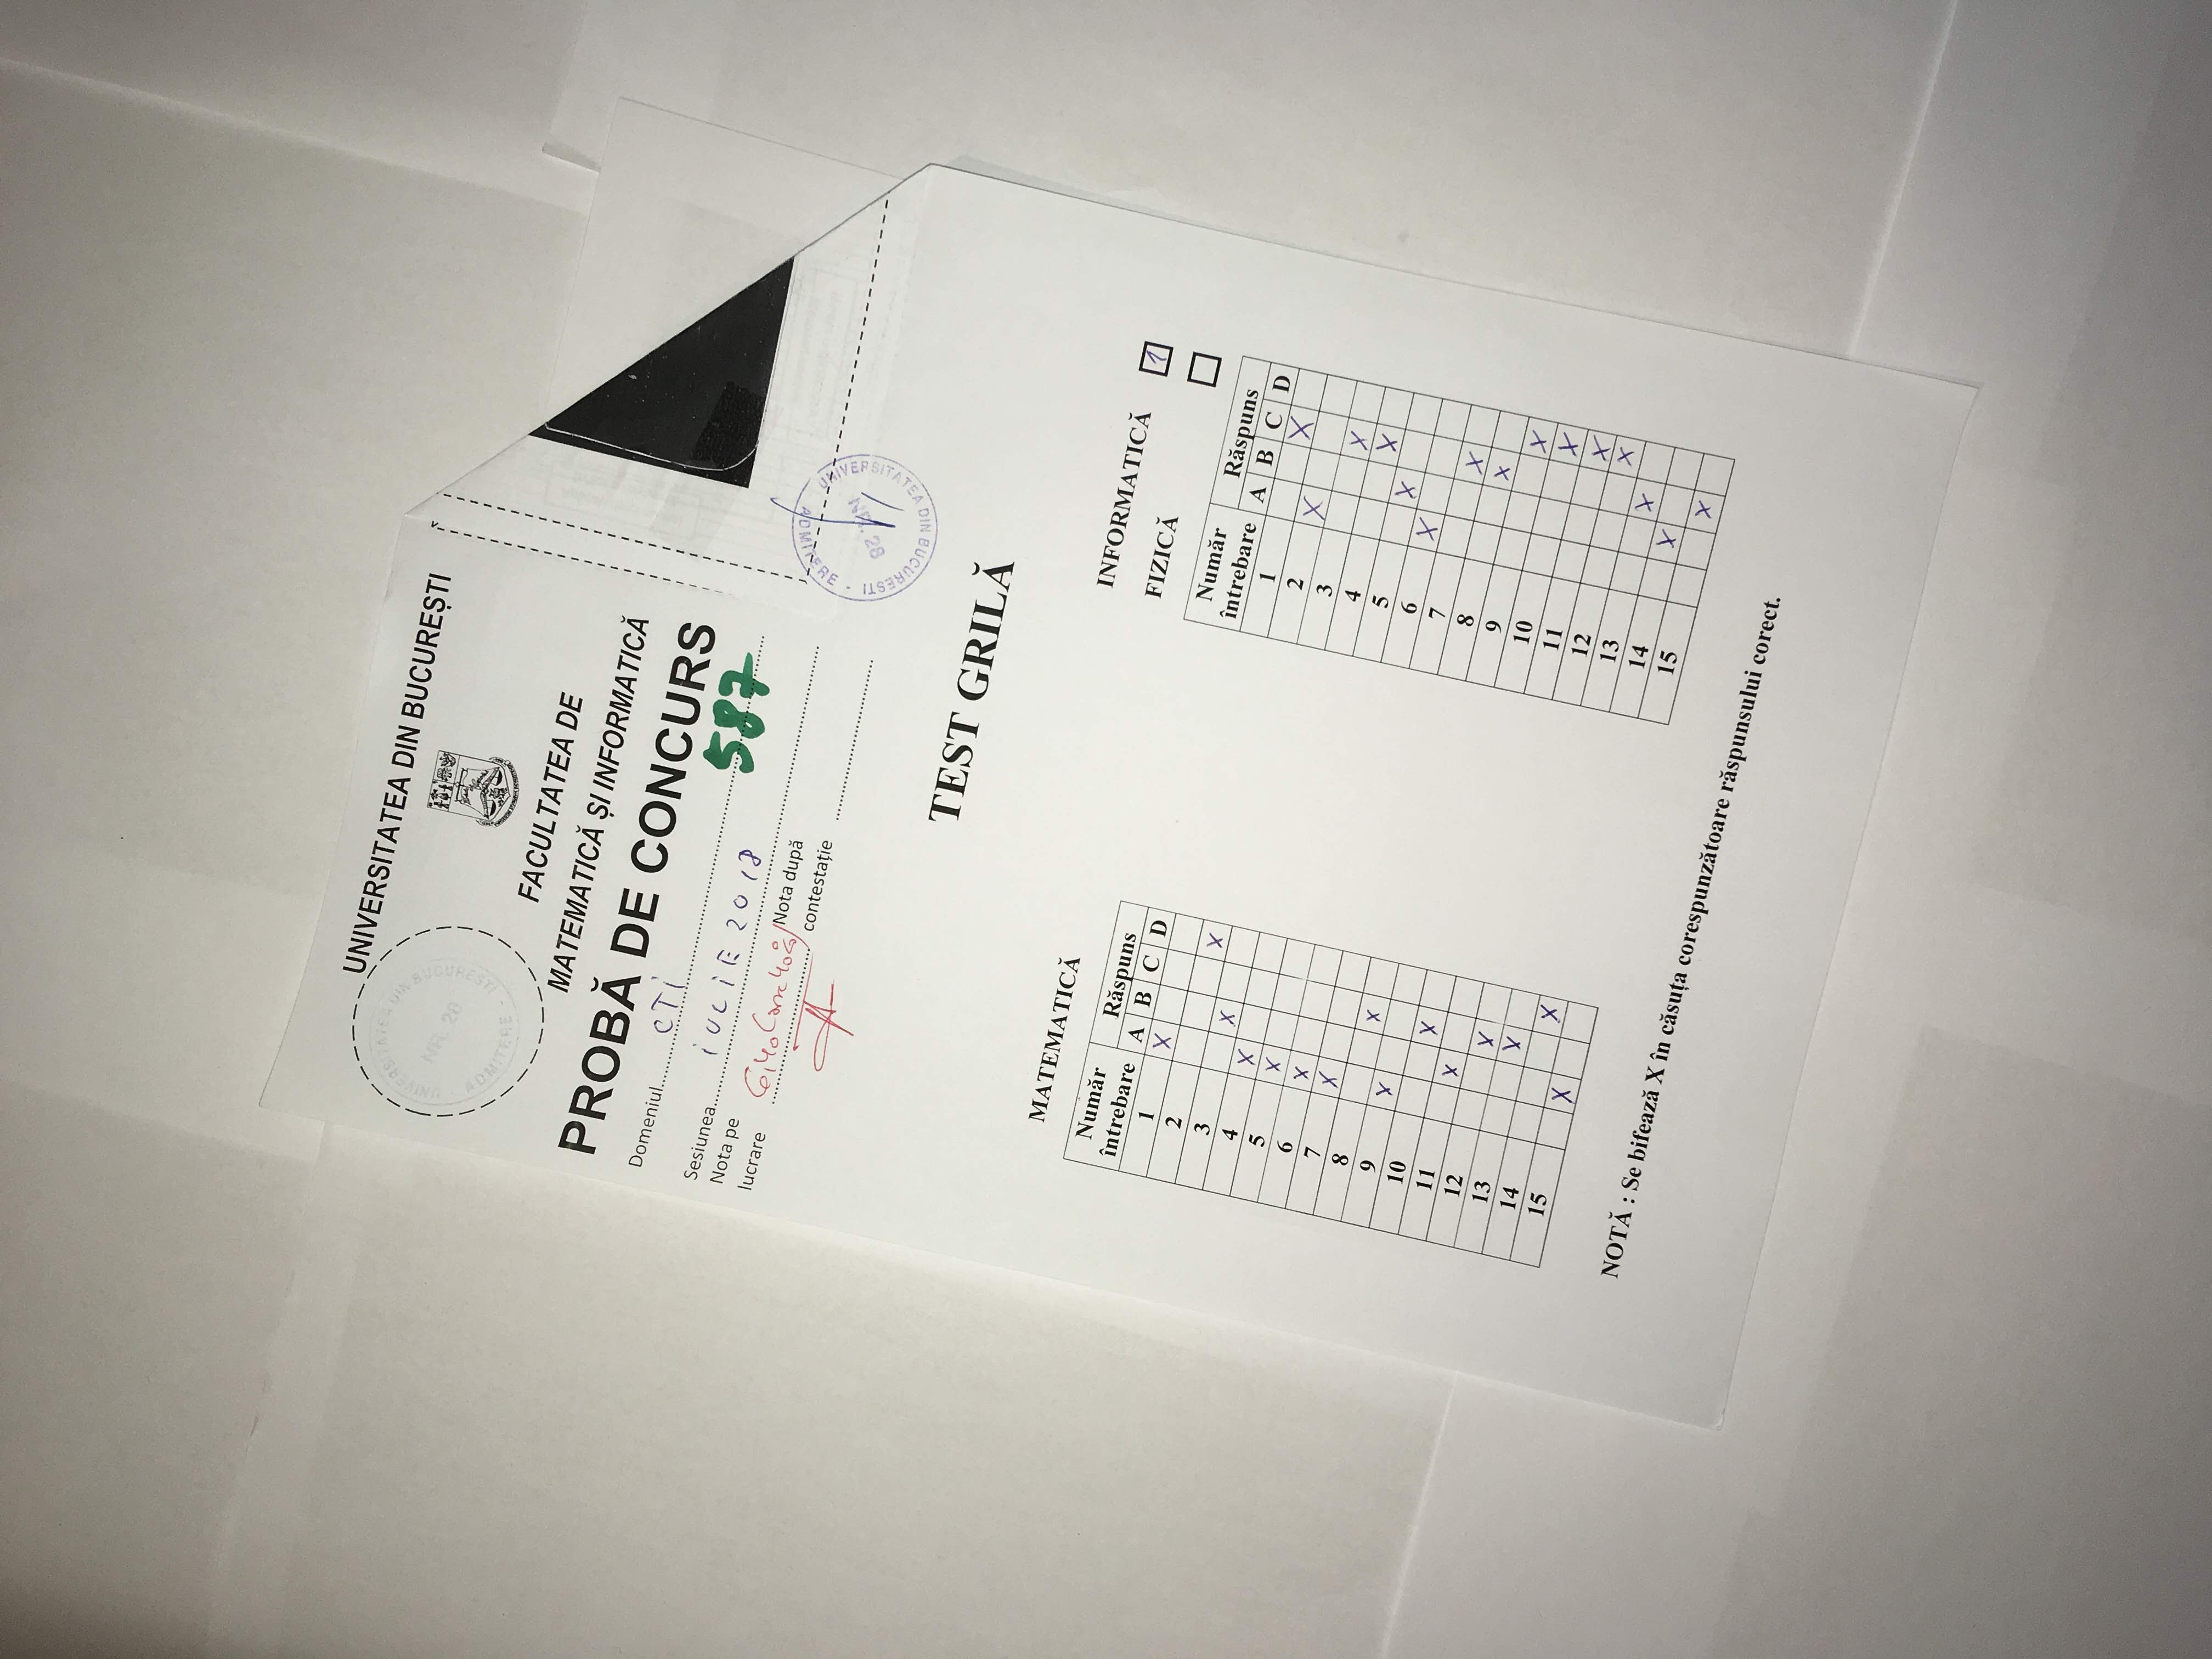 UNIVERSITATEA DIN BUCUREȘTI
UNIVERSITATEA DIN BUCUREȘTI - ADMITERE -
NR. 28
FACULTATEA DE
MATEMATICĂ ȘI INFORMATICĂ
PROBĂ DE CONCURS
Domeniul CTI
Sesiunea IULIE 2018
587
Nota pe lucrare 6,40
Nota după contestație
UNIVERSITATEA DIN BUCUREȘTI - ADMITERE -
NR. 28
TEST GRILĂ
MATEMATICĂ
Număr întrebare Răspuns
A B C D
1 X
2 X
3 X
4 X
5 X
6 X
7 X
8 X
9 X
10 X
11 X
12 X
13 X
14 X
15 X
INFORMATICĂ 1
FIZICĂ
Număr întrebare Răspuns
A B C D
1 X
2 X
3 X
4 X
5 X
6 X
7 X
8 X
9 X
10 X
11 X
12 X
13 X
14 X
15 X
NOTĂ : Se bifează X în căsuța corespunzătoare răspunsului corect.